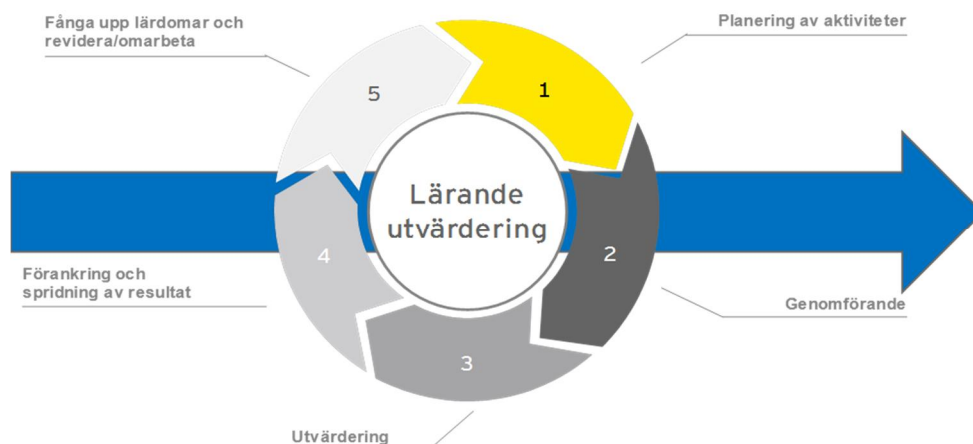 Fånga upp lärdomar och
revidera/omarbeta
Planering av aktiviteter
5
1
Lärande
utvärdering
4
2
Förankring och
spridning av resultat
Genomförande
3
Utvärdering